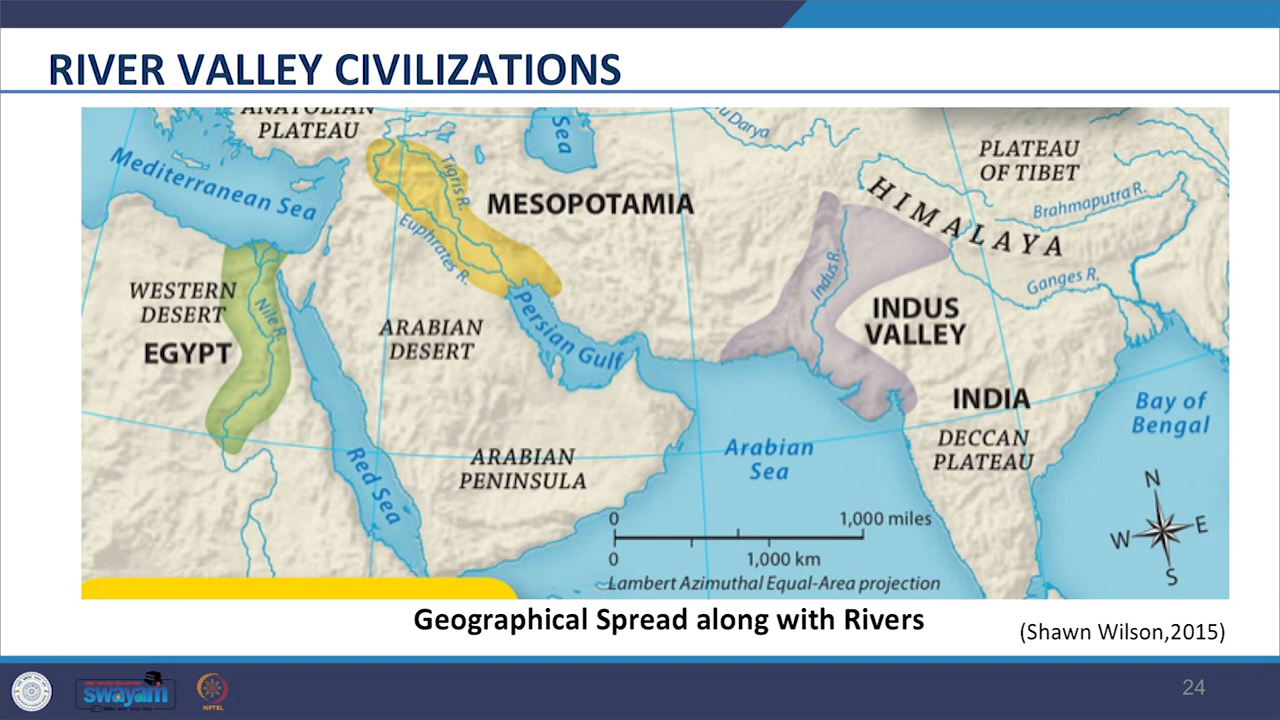 RIVER VALLEY CIVILIZATIONS
ANATOLIAN
PLATEAU
Mediterranean Sea
Sea
Darya
PLATEAU
OF TIBET
Tigris R.
MESOPOTAMIA
HIMALAYA
Brahmaputra R.
Euphrates R.
Indus R.
Ganges R.
WESTERN
DESERT
Nile R.
EGYPT
ARABIAN
DESERT
Persian Gulf
INDUS
VALLEY
INDIA
DECCAN
PLATEAU
Bay of
Bengal
Red Sea
ARABIAN
PENINSULA
Arabian
Sea
N
W
E
S
0
1,000 miles
0
1,000 km
Lambert Azimuthal Equal-Area projection
Geographical Spread along with Rivers
(Shawn Wilson,2015)
swayam
NPTEL
24